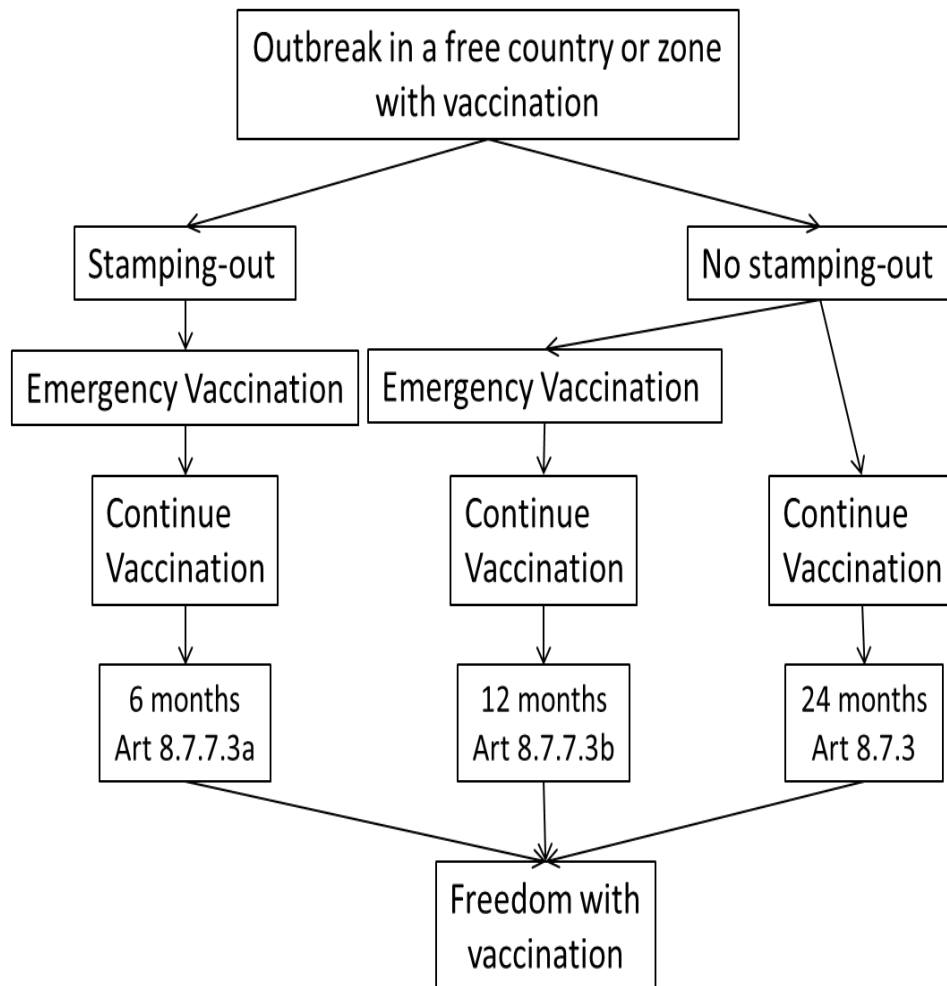 Outbreak in a free country or zone
with vaccination
Stamping-out
No stamping-out
Emergency Vaccination
Emergency Vaccination
Continue
Vaccination
Continue
Vaccination
Continue
Vaccination
6 months
Art 8.7.7.3a
12 months
Art 8.7.7.3b
24 months
Art 8.7.3
Freedom with
vaccination